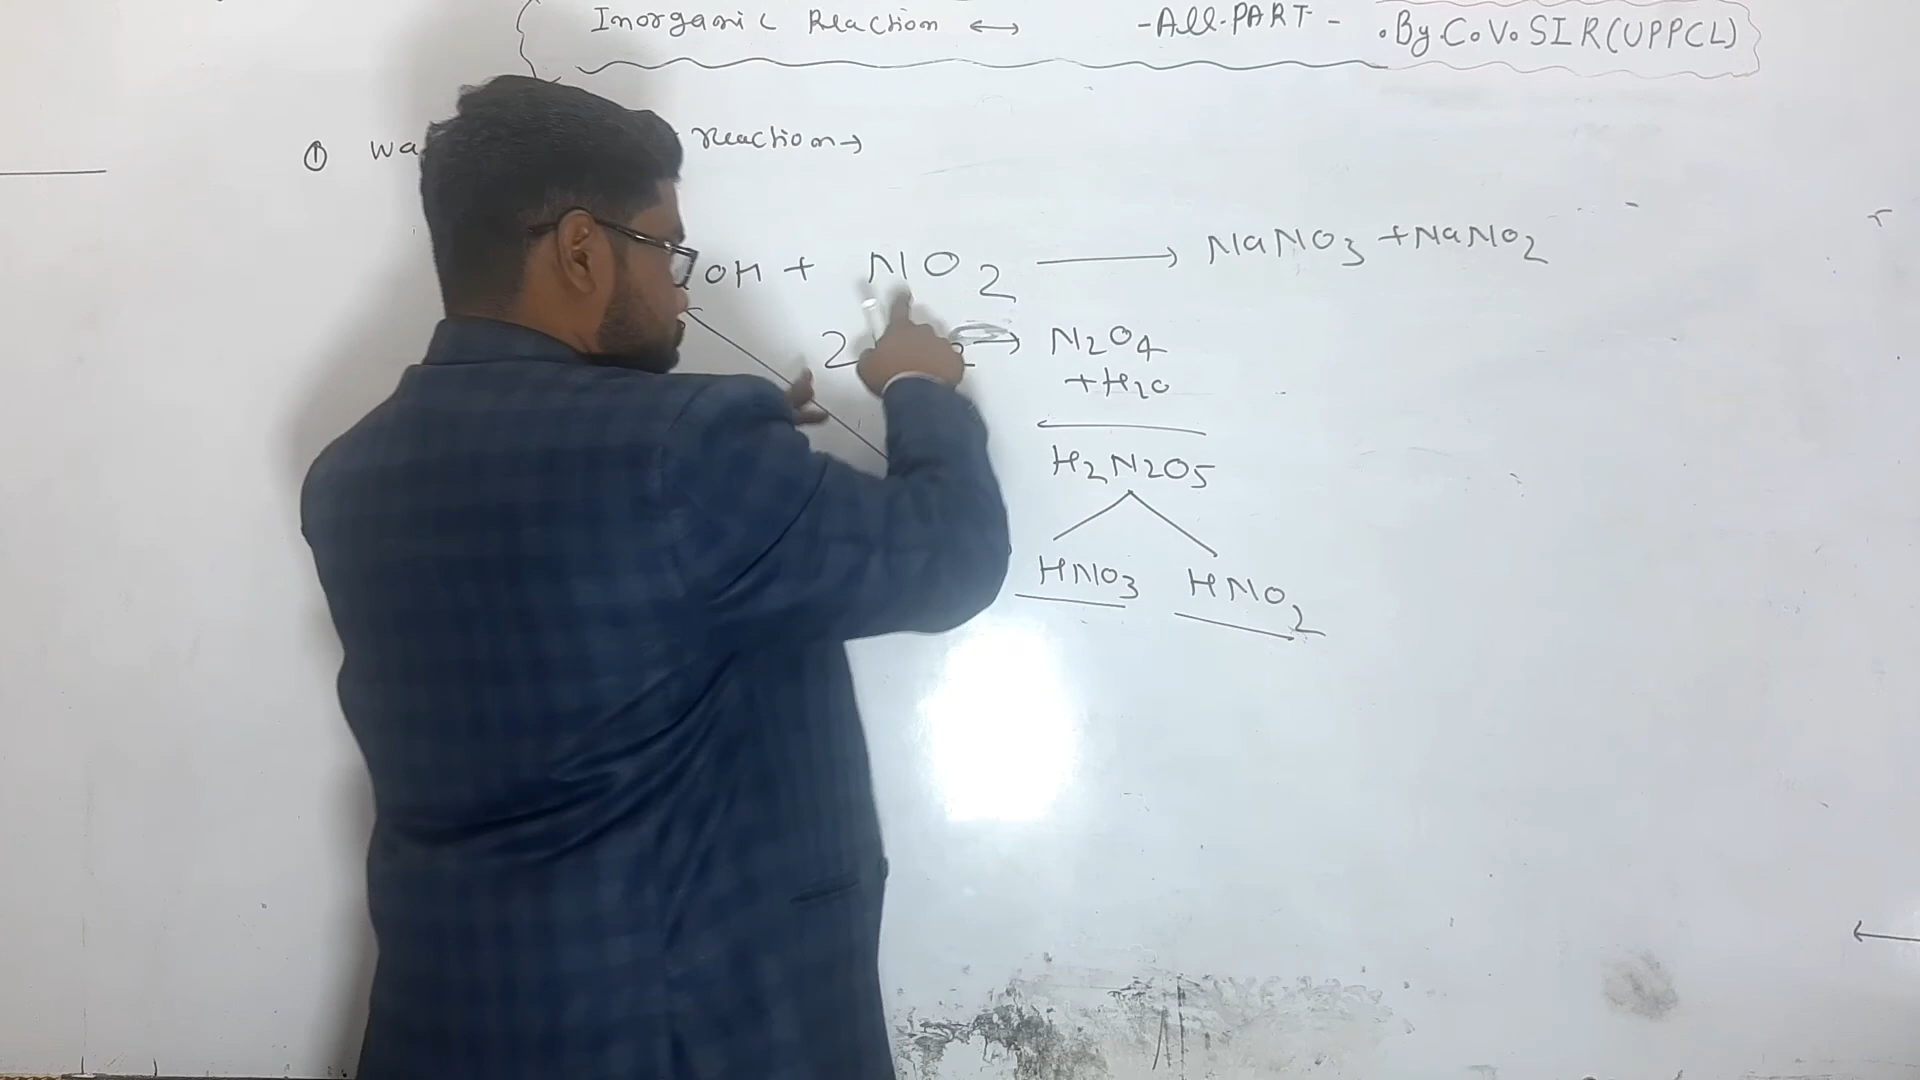 Inorganic Reaction ↔ -All-PART- •By.C.V.SIR(UPPCL)
① Reaction→
OH + NO2 → NaNO3 + NaNO2
2 → N2O4
+H2O
H2N2O5
HNO3 HNO2